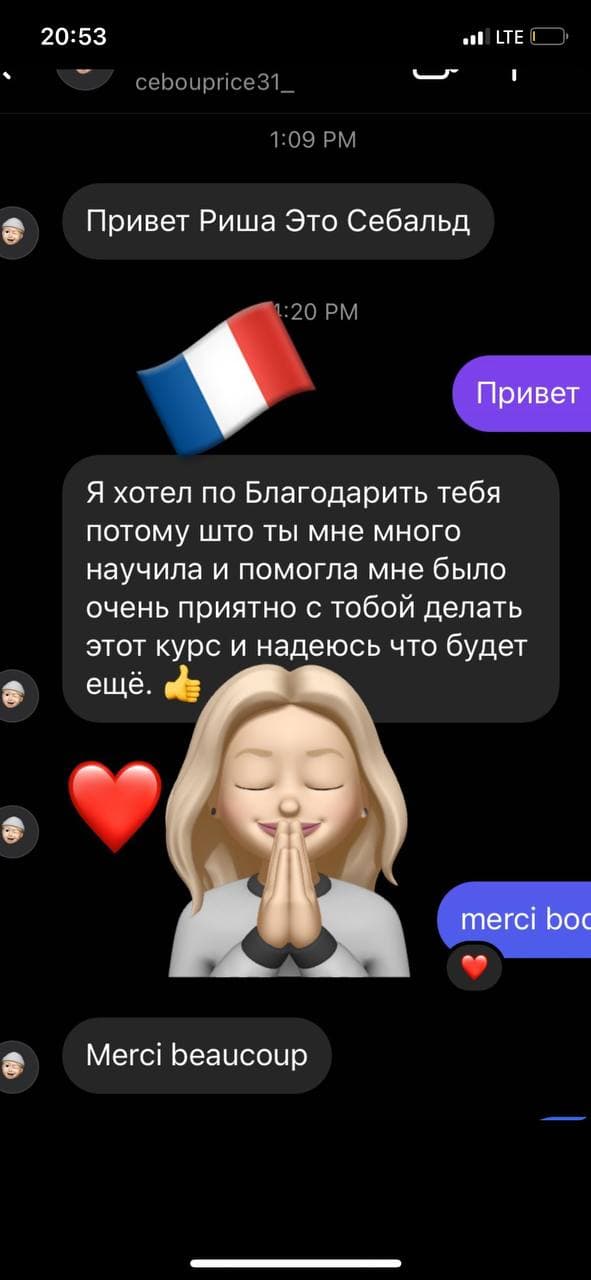 20:53
LTE
cebouprice31_
1:09 PM
Привет Риша Это Себальд
:20 PM
Привет
Я хотел по Благодарить тебя
потому што ты мне много
научила и помогла мне было
очень приятно с тобой делать
этот курс и надеюсь что будет
ещё. 👍
merci
Merci beaucoup